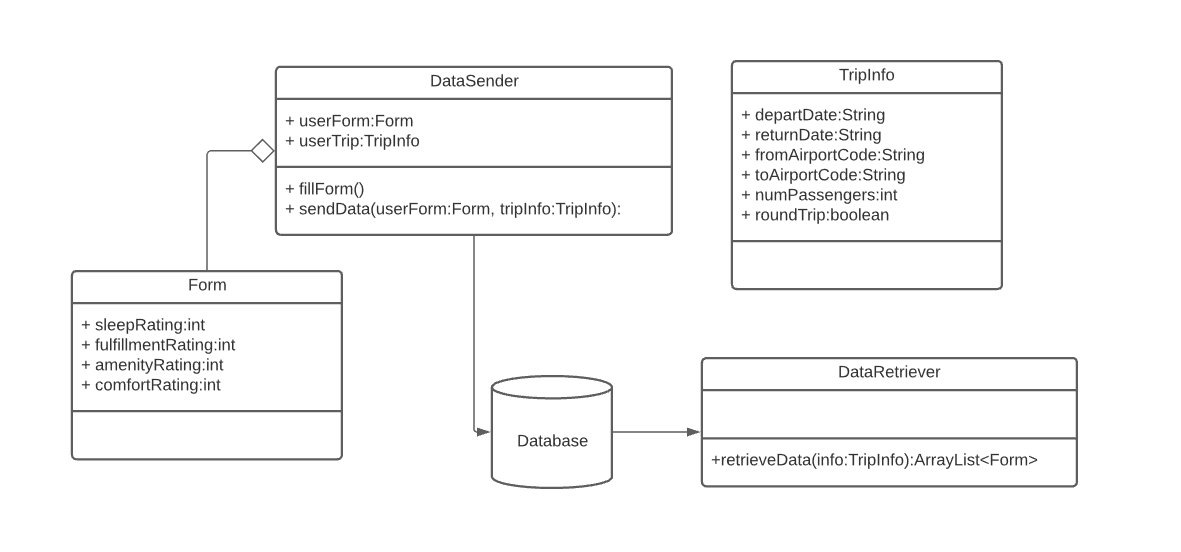 DataSender
+ userForm:Form
+ userTrip:TripInfo
+ fillForm()
+ sendData(userForm:Form, tripInfo:TripInfo):
TripInfo
+ departDate:String
+ returnDate:String
+ fromAirportCode:String
+ toAirportCode:String
+ numPassengers:int
+ roundTrip:boolean
Form
+ sleepRating:int
+ fulfillmentRating:int
+ amenityRating:int
+ comfortRating:int
Database
DataRetriever
+retrieveData(info:TripInfo):ArrayList<Form>